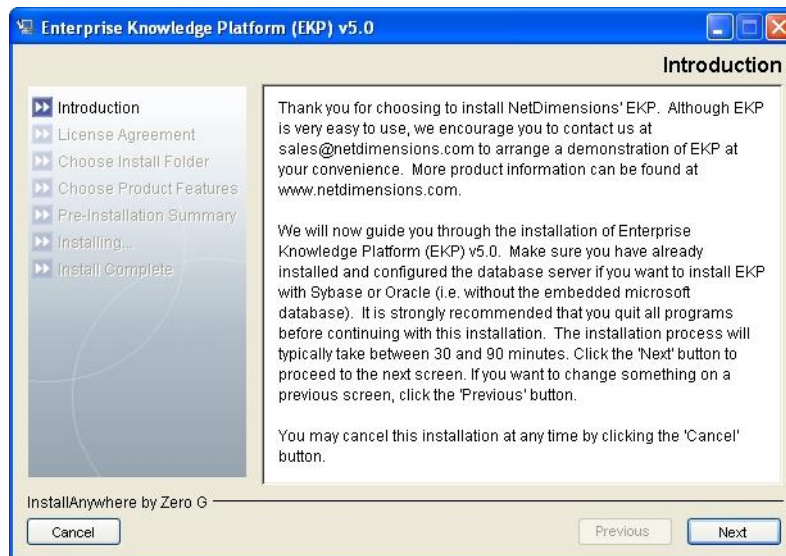 Enterprise Knowledge Platform (EKP) v5.0
Introduction
Introduction
License Agreement
Choose Install Folder
Choose Product Features
Pre-Installation Summary
Installing...
Install Complete
Thank you for choosing to install NetDimensions' EKP. Although EKP
is very easy to use, we encourage you to contact us at
sales@netdimensions.com to arrange a demonstration of EKP at
your convenience. More product information can be found at
www.netdimensions.com.
We will now guide you through the installation of Enterprise
Knowledge Platform (EKP) v5.0. Make sure you have already
installed and configured the database server if you want to install EKP
with Sybase or Oracle (i.e. without the embedded microsoft
database). It is strongly recommended that you quit all programs
before continuing with this installation. The installation process will
typically take between 30 and 90 minutes. Click the 'Next' button to
proceed to the next screen. If you want to change something on a
previous screen, click the 'Previous' button.
You may cancel this installation at any time by clicking the 'Cancel'
button.
InstallAnywhere by Zero G
Cancel
Previous
Next